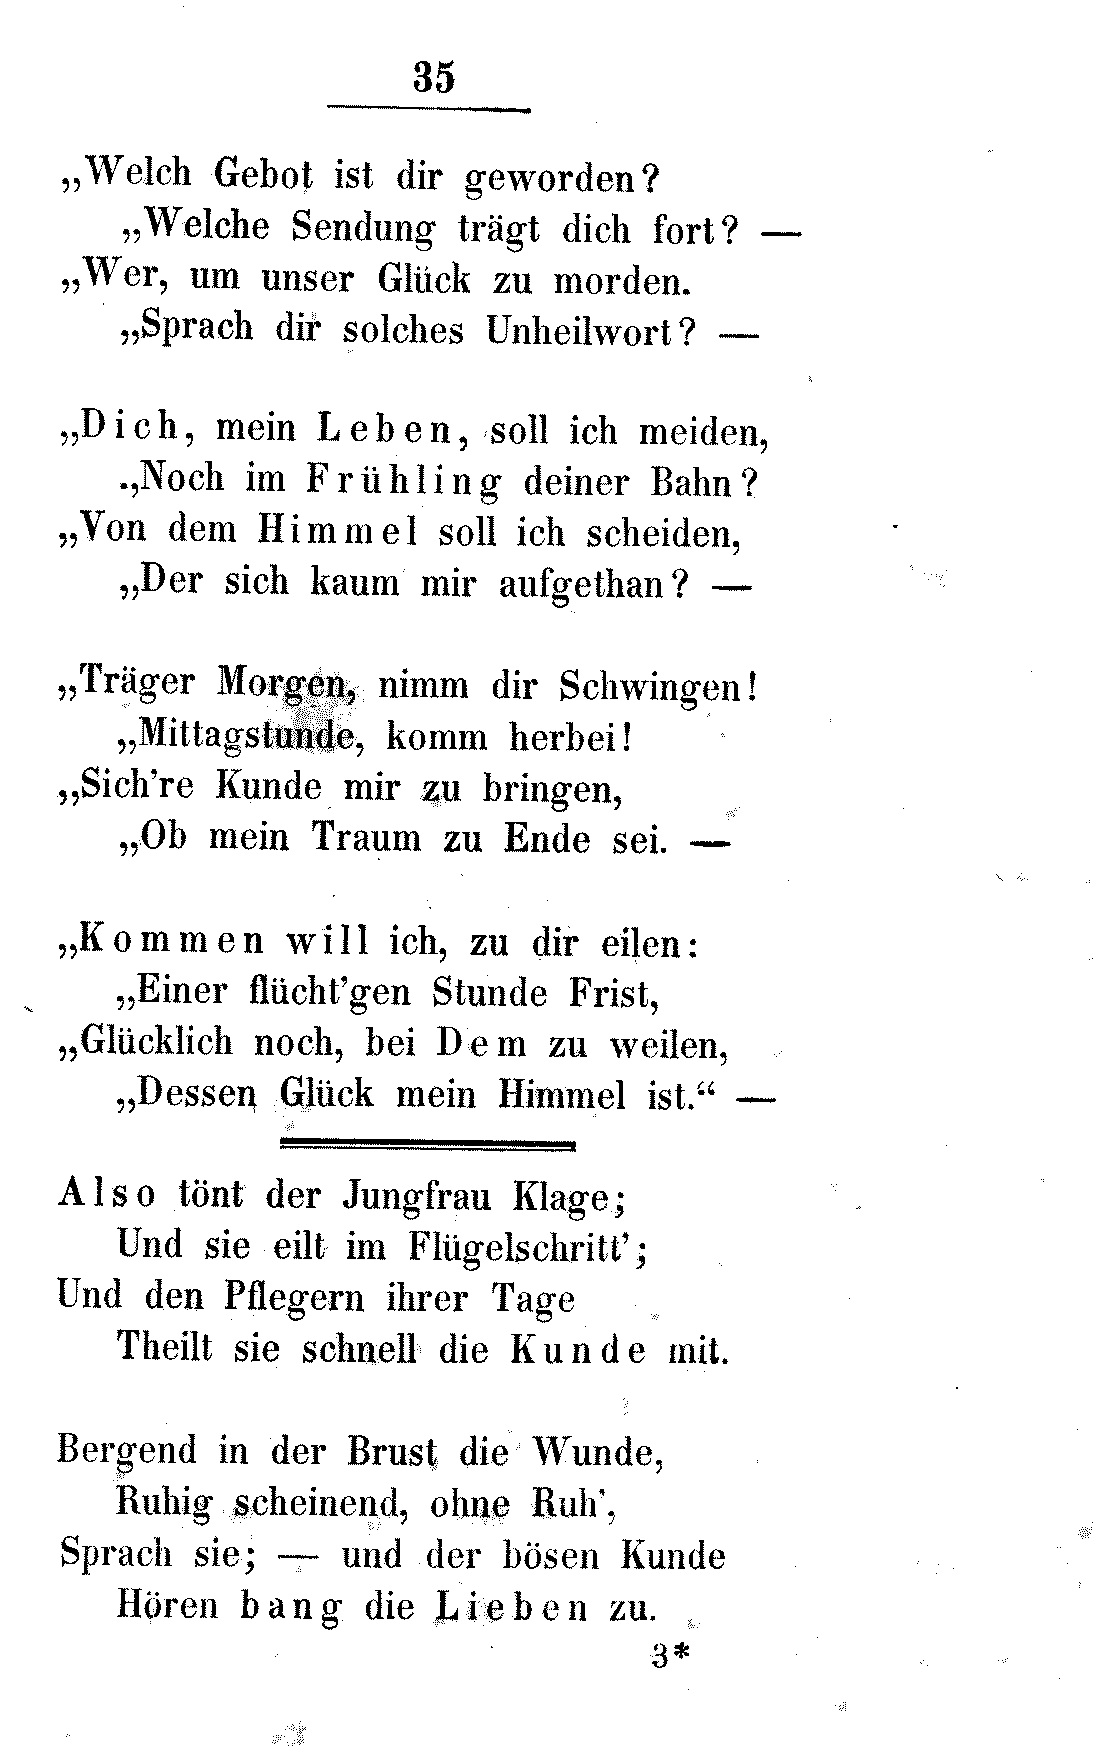 35
„Welch Gebot ist dir geworden?
„Welche Sendung trägt dich fort? —
„Wer, um unser Glück zu morden.
„Sprach dir solches Unheilwort? —
„Dich, mein Leben, soll ich meiden,
„Noch im Frühling deiner Bahn?
„Von dem Himmel soll ich scheiden,
„Der sich kaum mir aufgethan? —
„Träger Morgen, nimm dir Schwingen!
„Mittagstunde, komm herbei!
„Sich’re Kunde mir zu bringen,
„Ob mein Traum zu Ende sei. —
„Kommen will ich, zu dir eilen:
„Einer flücht’gen Stunde Frist,
„Glücklich noch, bei Dem zu weilen,
„Dessen Glück mein Himmel ist.“ —
Also tönt der Jungfrau Klage;
Und sie eilt im Flügelschritt’;
Und den Pflegern ihrer Tage
Theilt sie schnell die Kunde mit.
Bergend in der Brust die Wunde,
Ruhig scheinend, ohne Ruh’,
Sprach sie; — und der bösen Kunde
Hören bang die Lieben zu.
3*